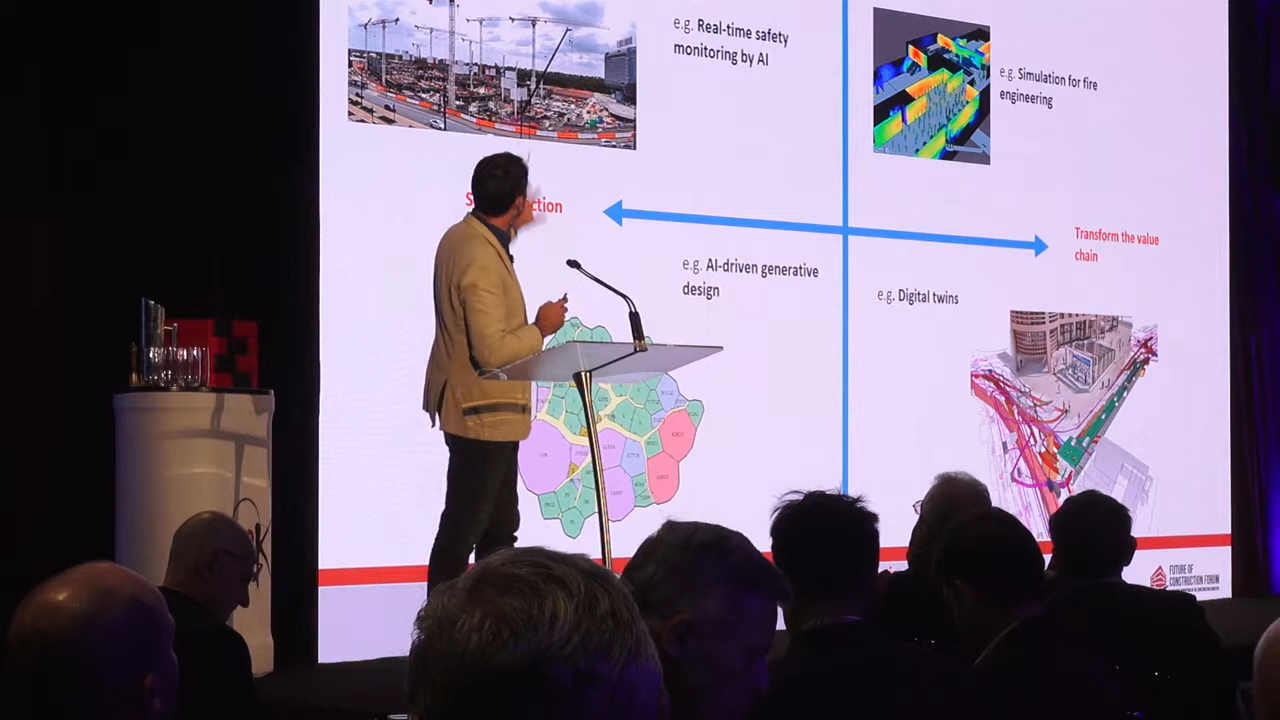 e.g. Real-time safety
monitoring by AI
e.g. Simulation for fire
engineering
ction
Transform the value
chain
e.g. AI-driven generative
design
e.g. Digital twins
FUTURE OF
CONSTRUCTION FORUM